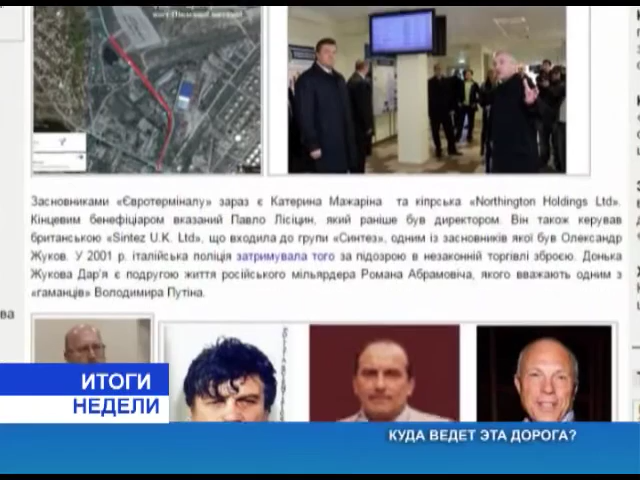 Засновниками «Євротерміналу» зараз є Катерина Мажаріна та кіпрська «Northington Holdings Ltd».
Кінцевим бенефіціаром вказаний Павло Лісіцин, який раніше був директором. Він також керував
британською «Sintez U.K. Ltd», що входила до групи «Синтез», одним із засновників якої був Олександр
Жуков. У 2001 р. італійська поліція затримувала того за підозрою в незаконній торгівлі зброєю. Донька
Жукова Дар'я є подругою життя російського мільярдера Романа Абрамовіча, якого вважають одним з
«гаманців» Володимира Путіна.
ИТОГИ
НЕДЕЛИ
КУДА ВЕДЕТ ЭТА ДОРОГА?